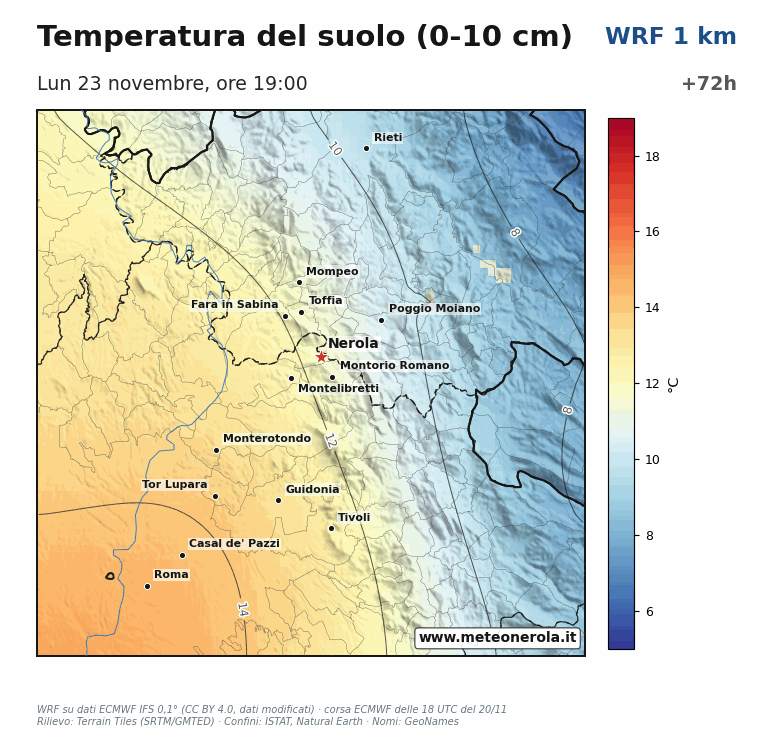 Temperatura del suolo (0-10 cm) WRF 1 km
Lun 23 novembre, ore 19:00 +72h
Rieti
10
8
Mompeo
Toffia
Fara in Sabina
Poggio Moiano
Nerola
Montorio Romano
Montelibretti
8
12
Monterotondo
Tor Lupara
Guidonia
Tivoli
Casal de' Pazzi
Roma
14
www.meteonerola.it
18
16
14
12
10
8
6
°C
WRF su dati ECMWF IFS 0,1° (CC BY 4.0, dati modificati) · corsa ECMWF delle 18 UTC del 20/11
Rilievo: Terrain Tiles (SRTM/GMTED) · Confini: ISTAT, Natural Earth · Nomi: GeoNames